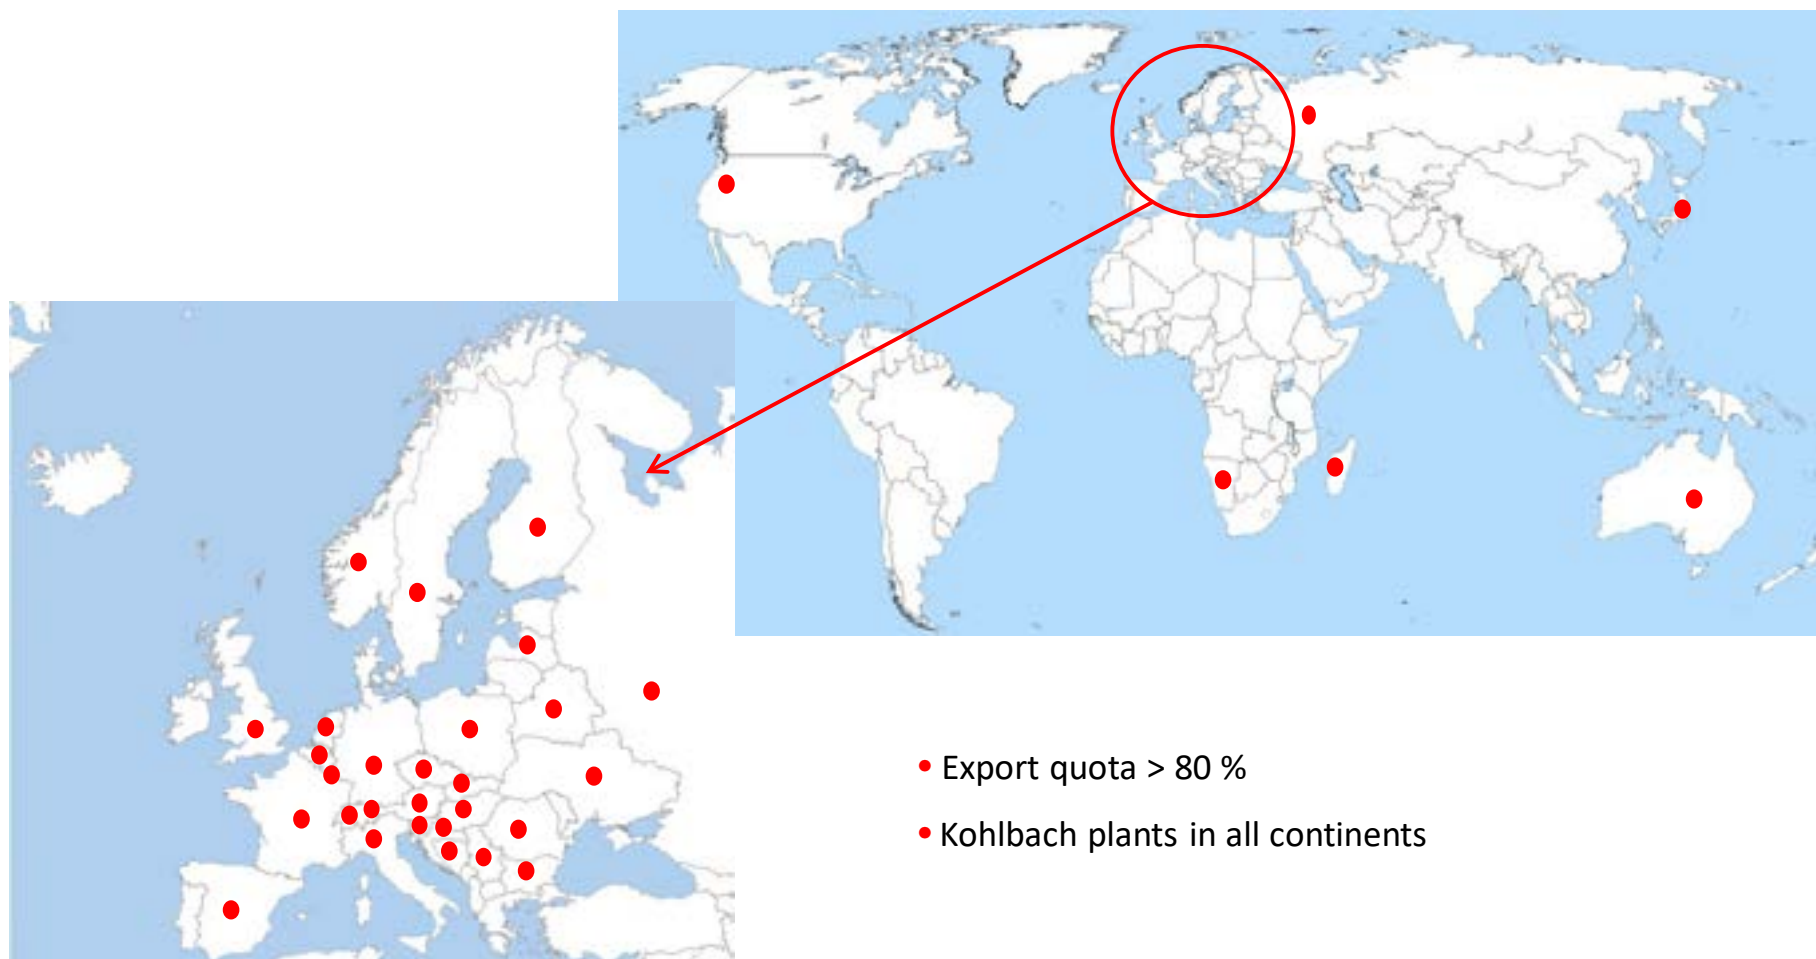 • Export quota > 80 %
• Kohlbach plants in all continents